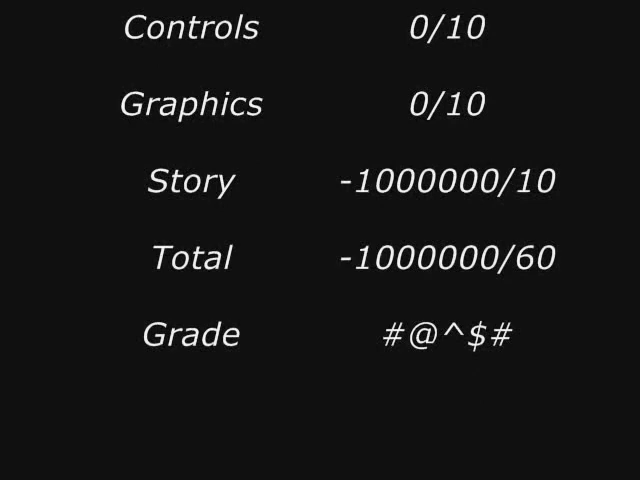 Controls 0/10
Graphics 0/10
Story -1000000/10
Total -1000000/60
Grade #@^$#